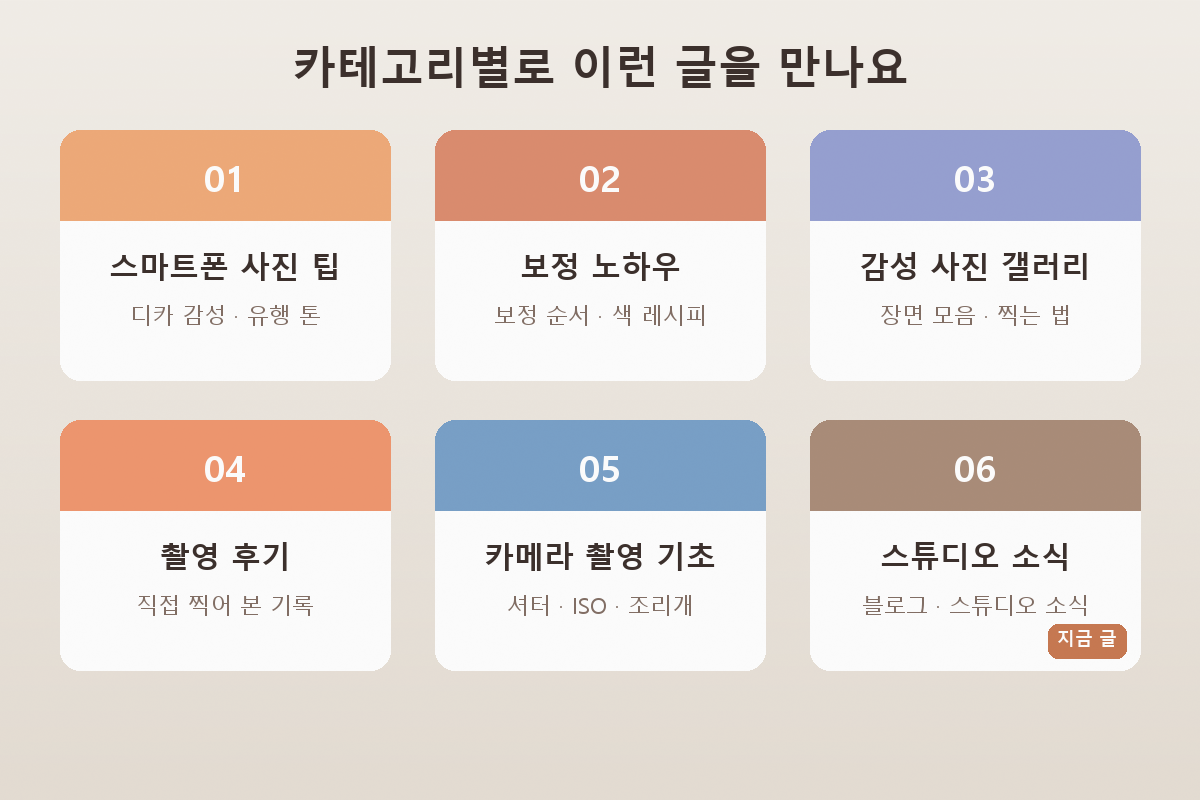 카테고리별로 이런 글을 만나요
01
스마트폰 사진 팁
디카 감성 · 유행 톤
02
보정 노하우
보정 순서 · 색 레시피
03
감성 사진 갤러리
장면 모음 · 찍는 법
04
촬영 후기
직접 찍어 본 기록
05
카메라 촬영 기초
셔터 · ISO · 조리개
06
스튜디오 소식
블로그 · 스튜디오 소식
지금 글